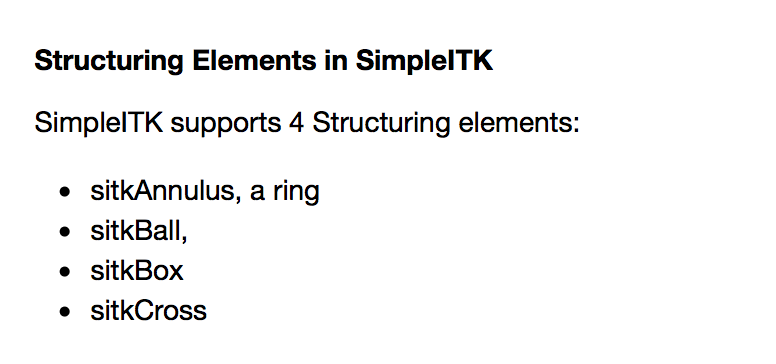 Structuring Elements in SimpleITK
SimpleITK supports 4 Structuring elements:
• sitkAnnulus, a ring
• sitkBall,
• sitkBox
• sitkCross